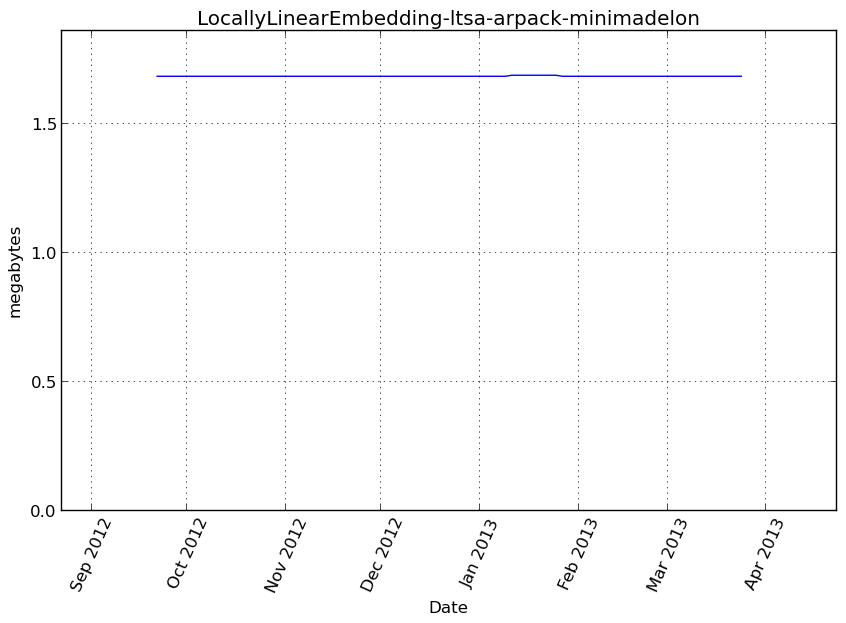 LocallyLinearEmbedding-ltsa-arpack-minimadelon
megabytes
1.5
1.0
0.5
0.0
Sep 2012
Oct 2012
Nov 2012
Dec 2012
Jan 2013
Feb 2013
Mar 2013
Apr 2013
Date